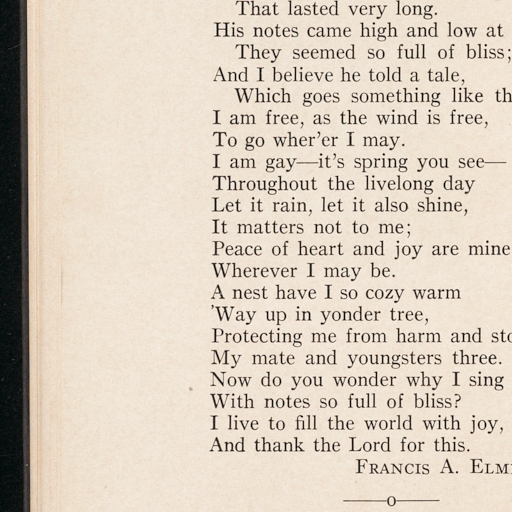 That lasted very long.
His notes came high and low at
They seemed so full of bliss;
And I believe he told a tale,
Which goes something like
I am free, as the wind is free,
To go wher'er I may.
I am gay—it's spring you see—
Throughout the livelong day
Let it rain, let it also shine,
It matters not to me;
Peace of heart and joy are mine
Wherever I may be.
A nest have I so cozy warm
'Way up in yonder tree,
Protecting me from harm and
My mate and youngsters three.
Now do you wonder why I sing
With notes so full of bliss?
I live to fill the world with joy,
And thank the Lord for this.
FRANCIS A.
——o——